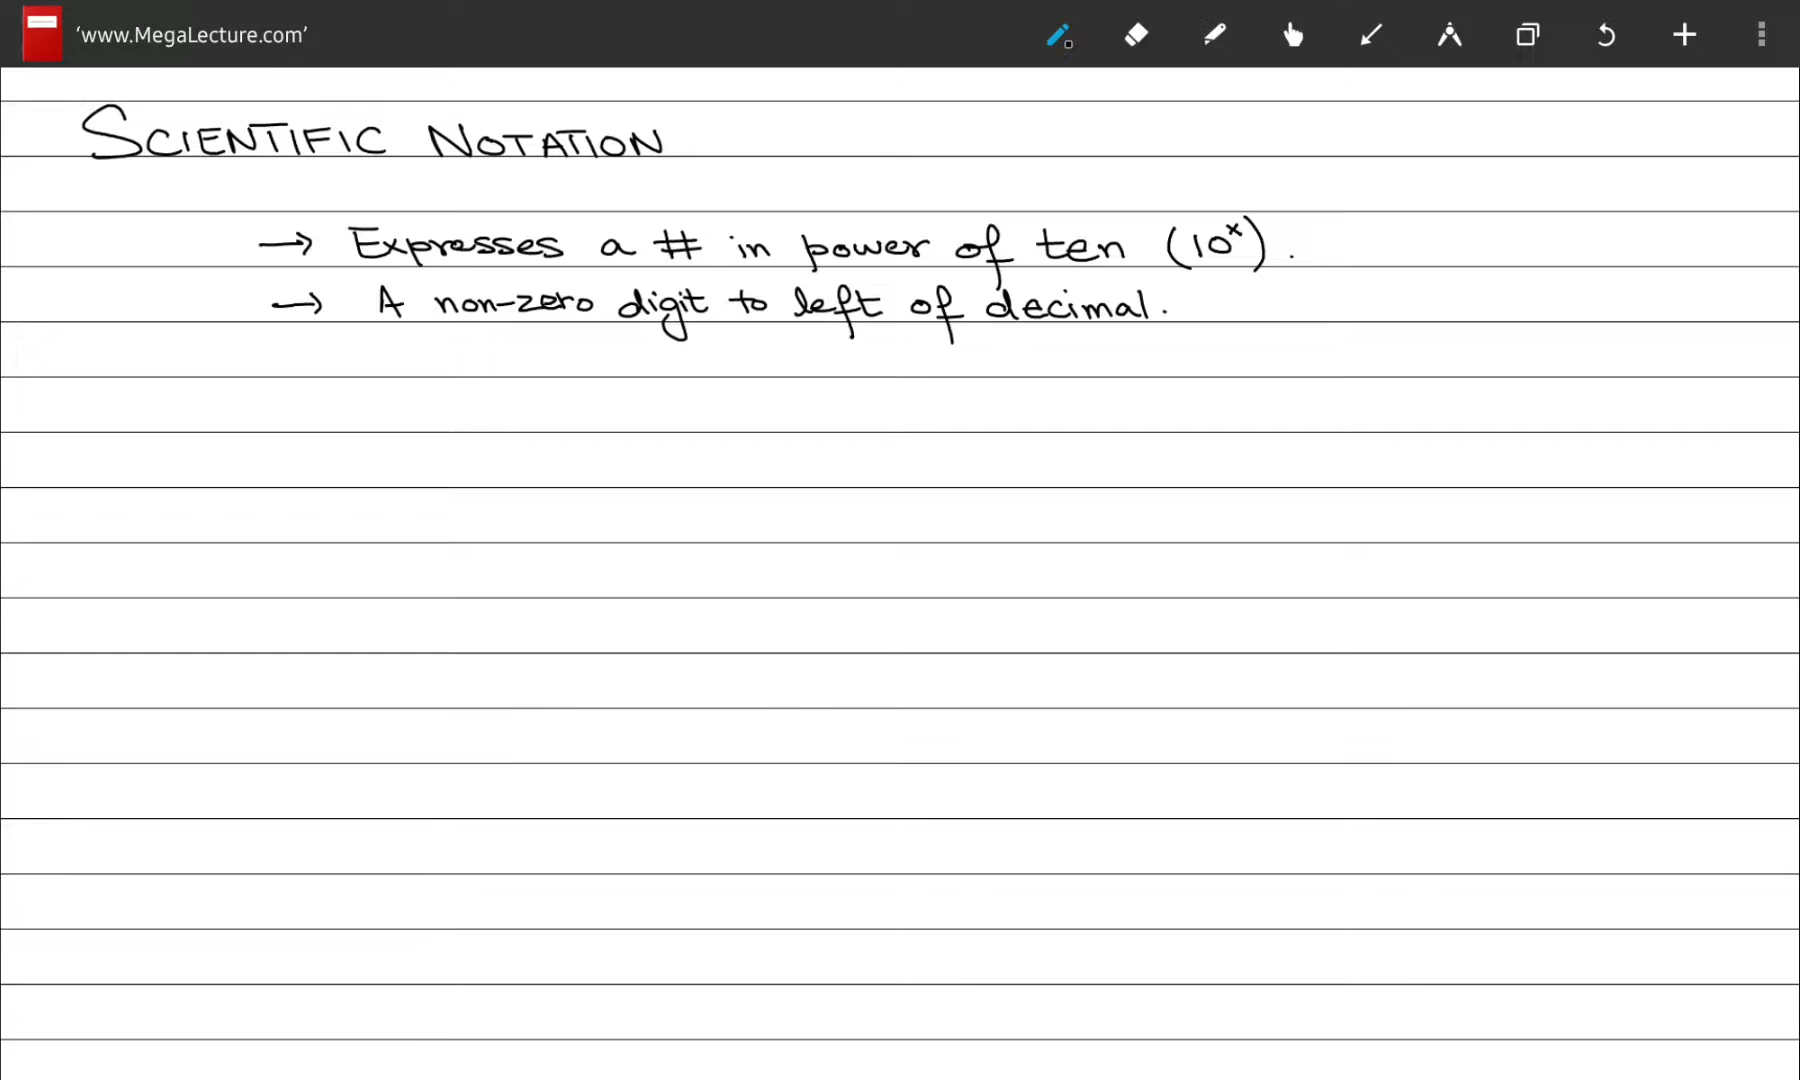 ‘www.MegaLecture.com’
SCIENTIFIC NOTATION
→ Expresses a # in power of ten (10ˣ).
→ A non-zero digit to left of decimal.